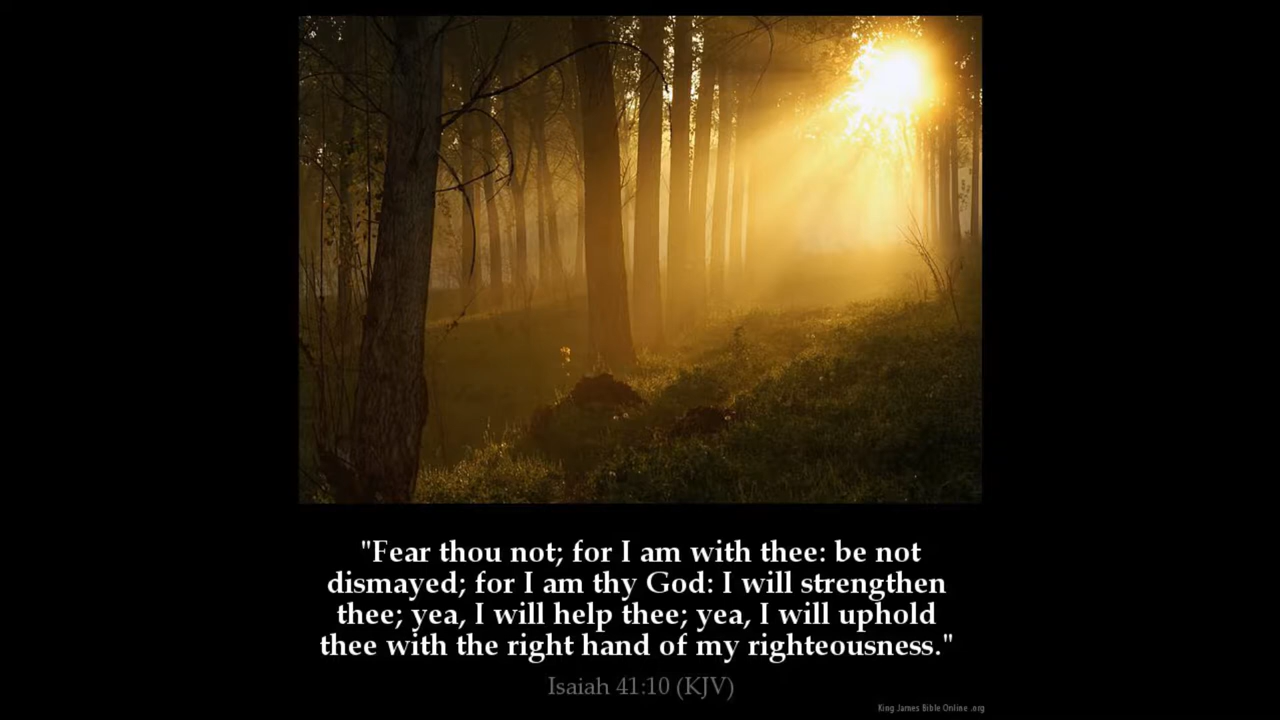 "Fear thou not; for I am with thee: be not
dismayed; for I am thy God: I will strengthen
thee; yea, I will help thee; yea, I will uphold
thee with the right hand of my righteousness."
Isaiah 41:10 (KJV)
King James Bible Online .org